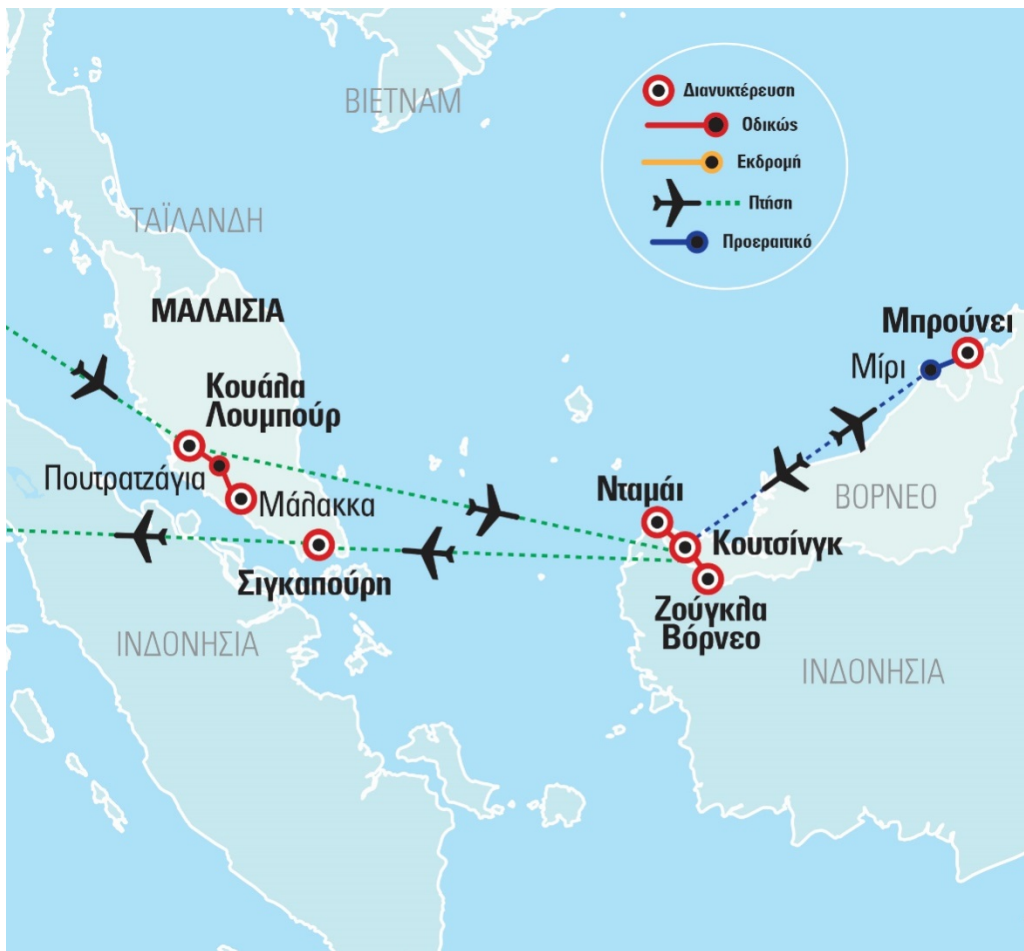 ΒΙΕΤΝΑΜ
Διανυκτέρευση
Οδικώς
Εκδρομή
Πτήση
Προεραιτικό
ΤΑΪΛΑΝΔΗ
ΜΑΛΑΙΣΙΑ
Κουάλα
Λουμπούρ
Πουτρατζάγια
Μάλακκα
Σιγκαπούρη
ΙΝΔΟΝΗΣΙΑ
Μπρούνει
Μίρι
ΒΟΡΝΕΟ
Νταμάι
Κουτσίνγκ
Ζούγκλα
Βόρνεο
ΙΝΔΟΝΗΣΙΑ